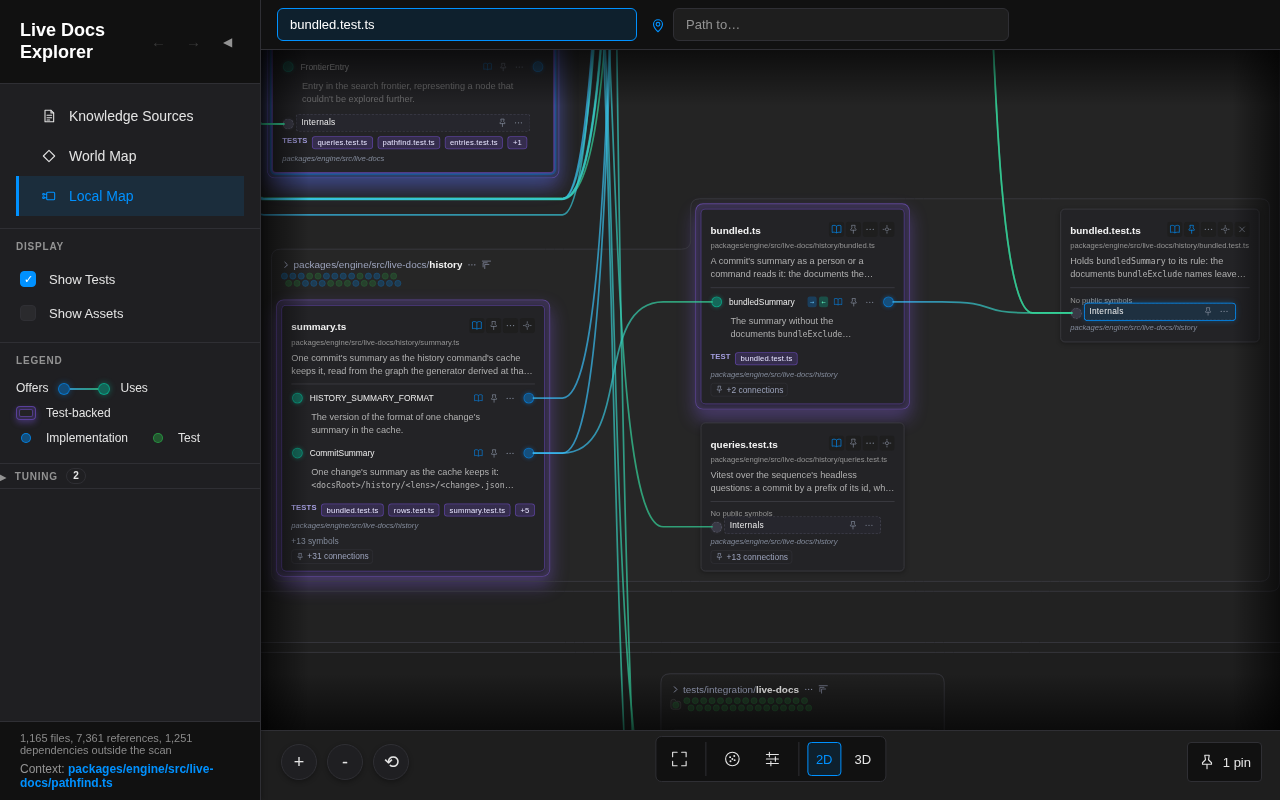 Live Docs
Explorer
bundled.test.ts
Path to…
Knowledge Sources
World Map
Local Map
DISPLAY
Show Tests
Show Assets
LEGEND
Offers
Uses
Test-backed
Implementation
Test
TUNING 2
1,165 files, 7,361 references, 1,251
dependencies outside the scan
Context: packages/engine/src/live-
docs/pathfind.ts
FrontierEntry
Entry in the search frontier, representing a node that
couldn't be explored further.
Internals
TESTS queries.test.ts pathfind.test.ts entries.test.ts +1
packages/engine/src/live-docs
packages/engine/src/live-docs/history
summary.ts
packages/engine/src/live-docs/history/summary.ts
One commit's summary as the history command's cache
keeps it, read from the graph the generator derived at tha…
HISTORY_SUMMARY_FORMAT
The version of the format of one change's
summary in the cache.
CommitSummary
One change's summary as the cache keeps it:
<docsRoot>/history/<lens>/<change>.json…
TESTS bundled.test.ts rows.test.ts summary.test.ts +5
packages/engine/src/live-docs/history
+13 symbols
+31 connections
bundled.ts
packages/engine/src/live-docs/history/bundled.ts
A commit's summary as a person or a
command reads it: the documents the…
bundledSummary
The summary without the
documents bundleExclude…
TEST bundled.test.ts
packages/engine/src/live-docs/history
+2 connections
queries.test.ts
packages/engine/src/live-docs/history/queries.test.ts
Vitest over the sequence's headless
questions: a commit by a prefix of its id, wh…
No public symbols
Internals
packages/engine/src/live-docs/history
+13 connections
bundled.test.ts
packages/engine/src/live-docs/history/bundled.test.ts
Holds bundledSummary to its rule: the
documents bundleExclude names leave…
No public symbols
Internals
packages/engine/src/live-docs/history
tests/integration/live-docs
+
-
2D
3D
1 pin